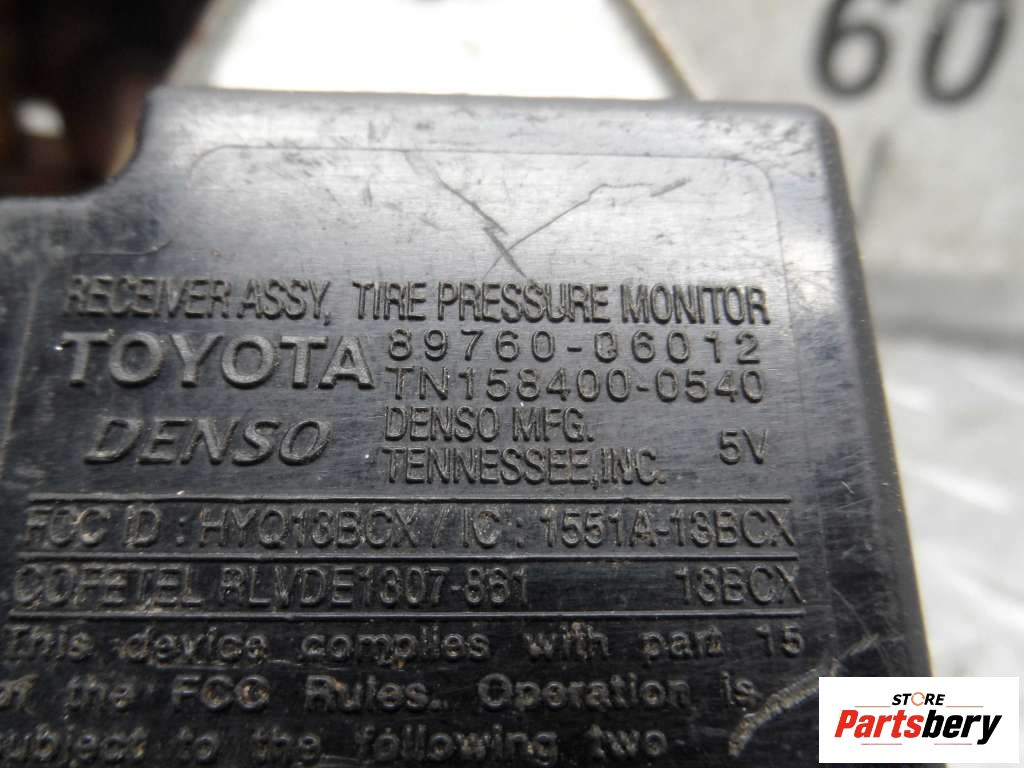 60
RECEIVER ASSY, TIRE PRESSURE MONITOR
TOYOTA 89760-06012
TN158400-0540
DENSO DENSO MFG. 5V
TENNESSEE, INC.
FCC ID : HYQ13BCX / IC : 1551A-13BCX
COFETEL RLVDE1307-861 13BCX
This device complies with part 15
of the FCC Rules. Operation is
subject to the following two
STORE
Partsbery